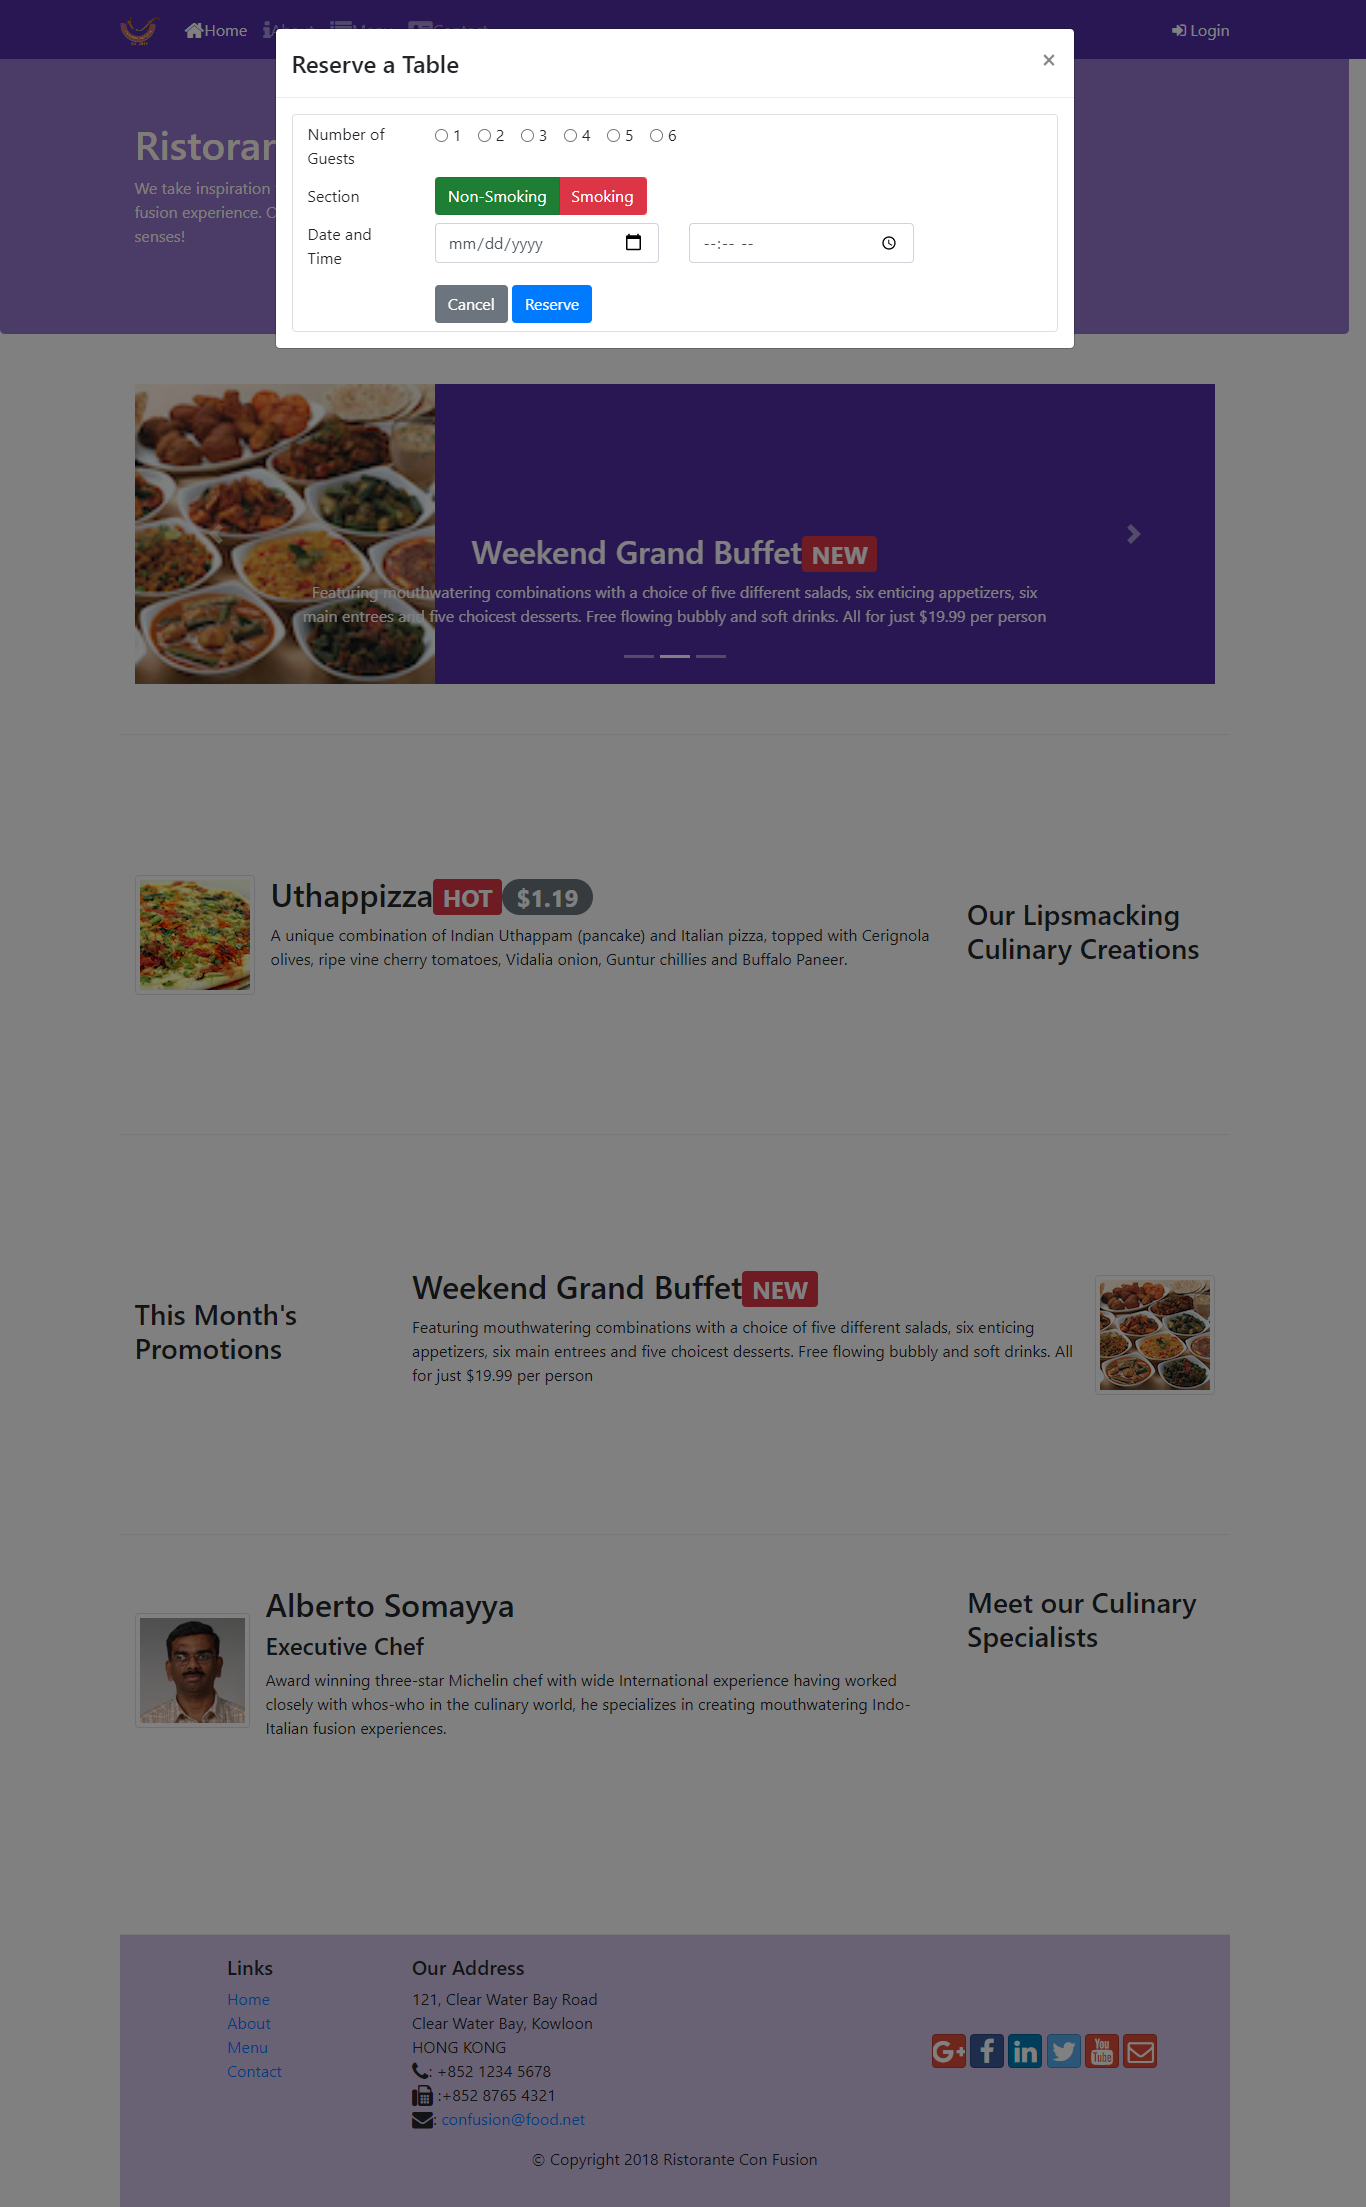 Home
Login
Reserve a Table
×
Number of Guests
1 2 3 4 5 6
Section
Non-Smoking Smoking
Date and Time
mm/dd/yyyy
--:-- --
Cancel Reserve
We take inspiration
fusion experience.
senses!
Weekend Grand Buffet NEW
Featuring mouthwatering combinations with a choice of five different salads, six enticing appetizers, six
main entrees and five choicest desserts. Free flowing bubbly and soft drinks. All for just $19.99 per person
Uthappizza HOT $1.19
A unique combination of Indian Uthappam (pancake) and Italian pizza, topped with Cerignola
olives, ripe vine cherry tomatoes, Vidalia onion, Guntur chillies and Buffalo Paneer.
Our Lipsmacking
Culinary Creations
This Month's
Promotions
Weekend Grand Buffet NEW
Featuring mouthwatering combinations with a choice of five different salads, six enticing
appetizers, six main entrees and five choicest desserts. Free flowing bubbly and soft drinks. All
for just $19.99 per person
Alberto Somayya
Executive Chef
Award winning three-star Michelin chef with wide International experience having worked
closely with whos-who in the culinary world, he specializes in creating mouthwatering Indo-
Italian fusion experiences.
Meet our Culinary
Specialists
Links
Home
About
Menu
Contact
Our Address
121, Clear Water Bay Road
Clear Water Bay, Kowloon
HONG KONG
: +852 1234 5678
:+852 8765 4321
: confusion@food.net
© Copyright 2018 Ristorante Con Fusion